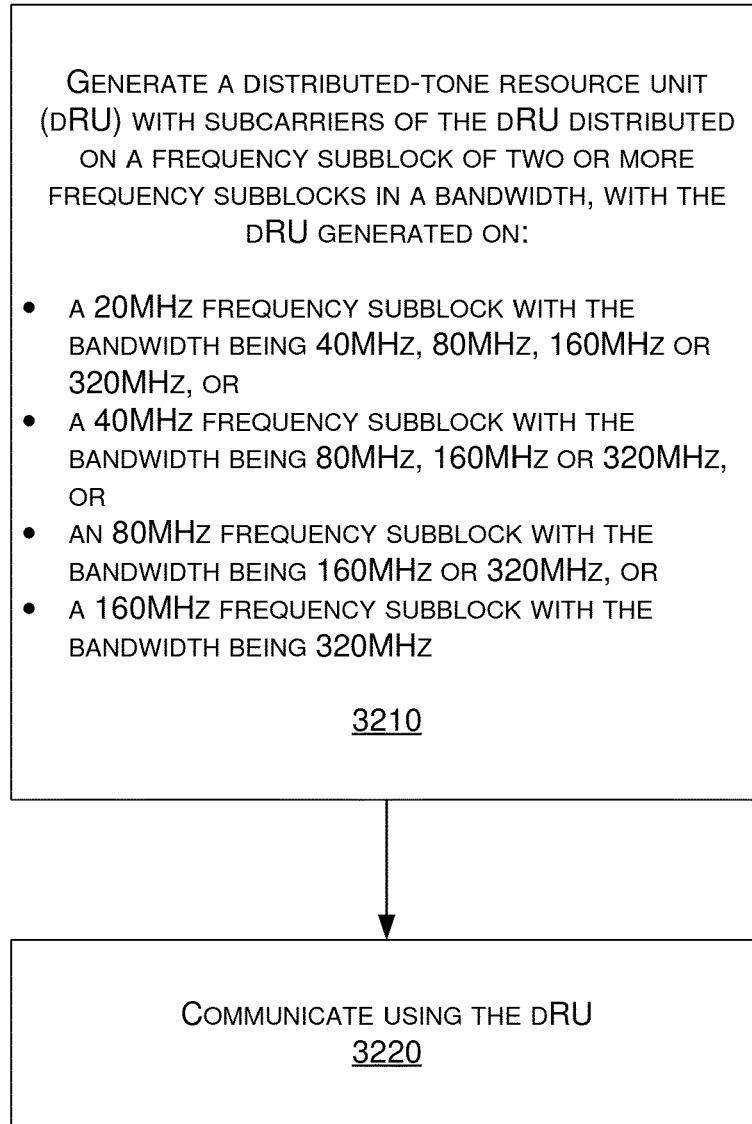 GENERATE A DISTRIBUTED-TONE RESOURCE UNIT
(DRU) WITH SUBCARRIERS OF THE DRU DISTRIBUTED
ON A FREQUENCY SUBBLOCK OF TWO OR MORE
FREQUENCY SUBBLOCKS IN A BANDWIDTH, WITH THE
DRU GENERATED ON:
• A 20MHZ FREQUENCY SUBBLOCK WITH THE
BANDWIDTH BEING 40MHZ, 80MHZ, 160MHZ OR
320MHZ, OR
• A 40MHZ FREQUENCY SUBBLOCK WITH THE
BANDWIDTH BEING 80MHZ, 160MHZ OR 320MHZ,
OR
• AN 80MHZ FREQUENCY SUBBLOCK WITH THE
BANDWIDTH BEING 160MHZ OR 320MHZ, OR
• A 160MHZ FREQUENCY SUBBLOCK WITH THE
BANDWIDTH BEING 320MHZ
3210
COMMUNICATE USING THE DRU
3220